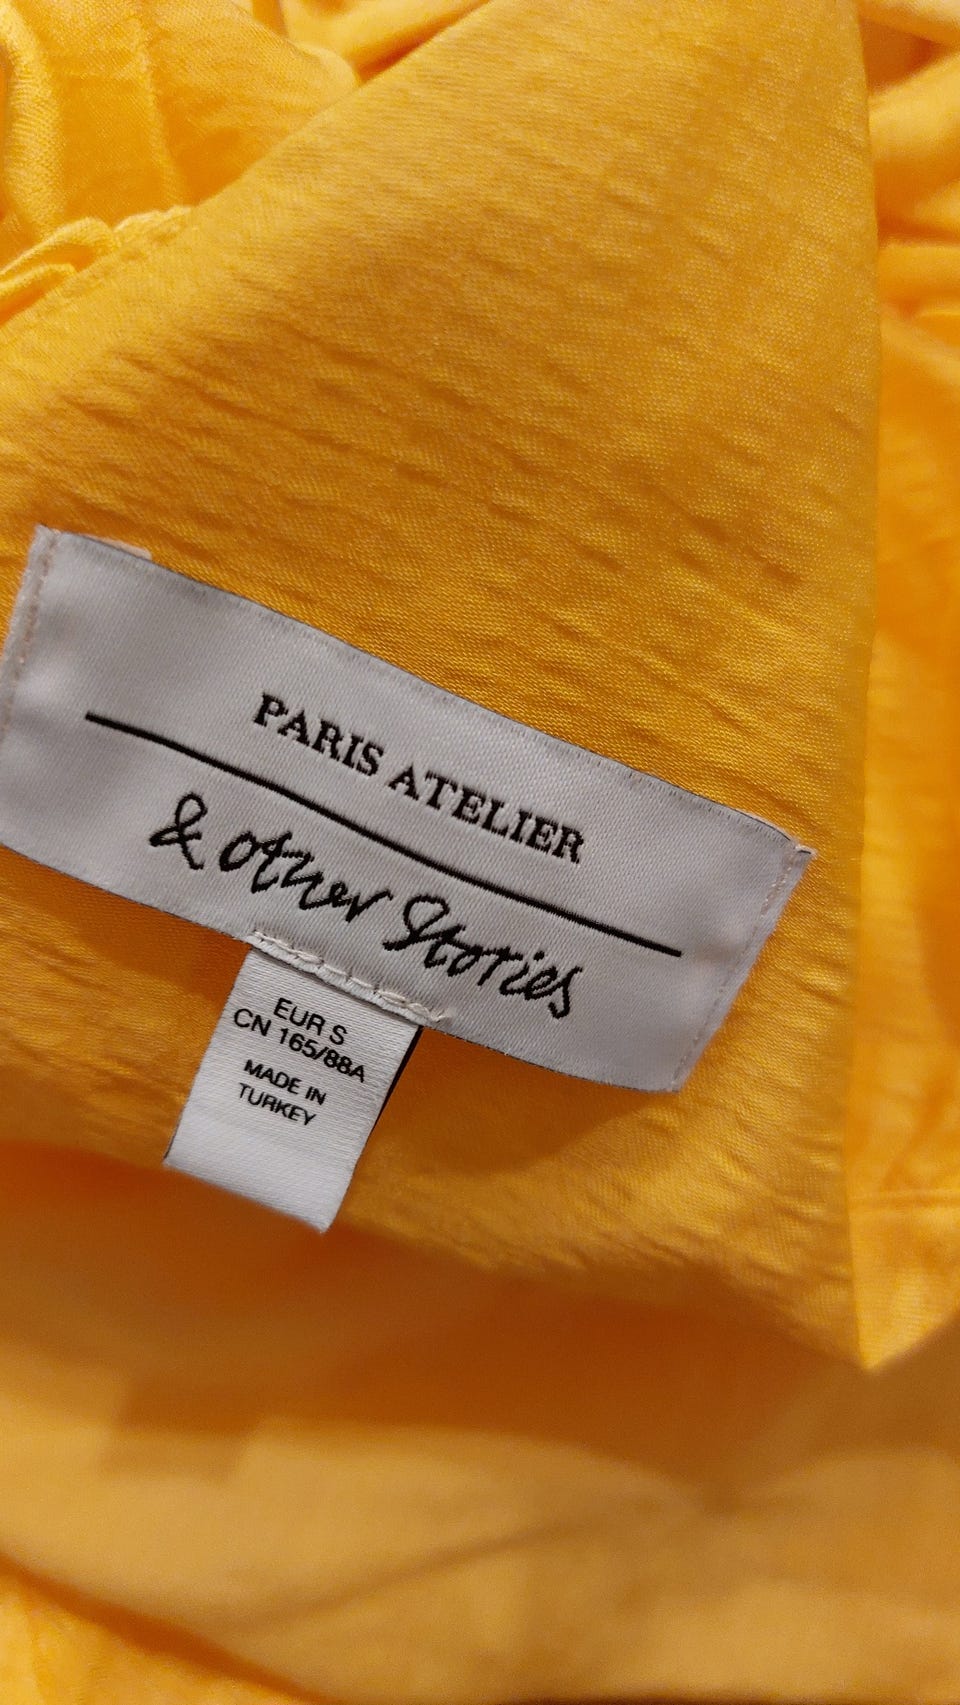 PARIS ATELIER
& other Stories
EUR S
CN 165/88A
MADE IN
TURKEY